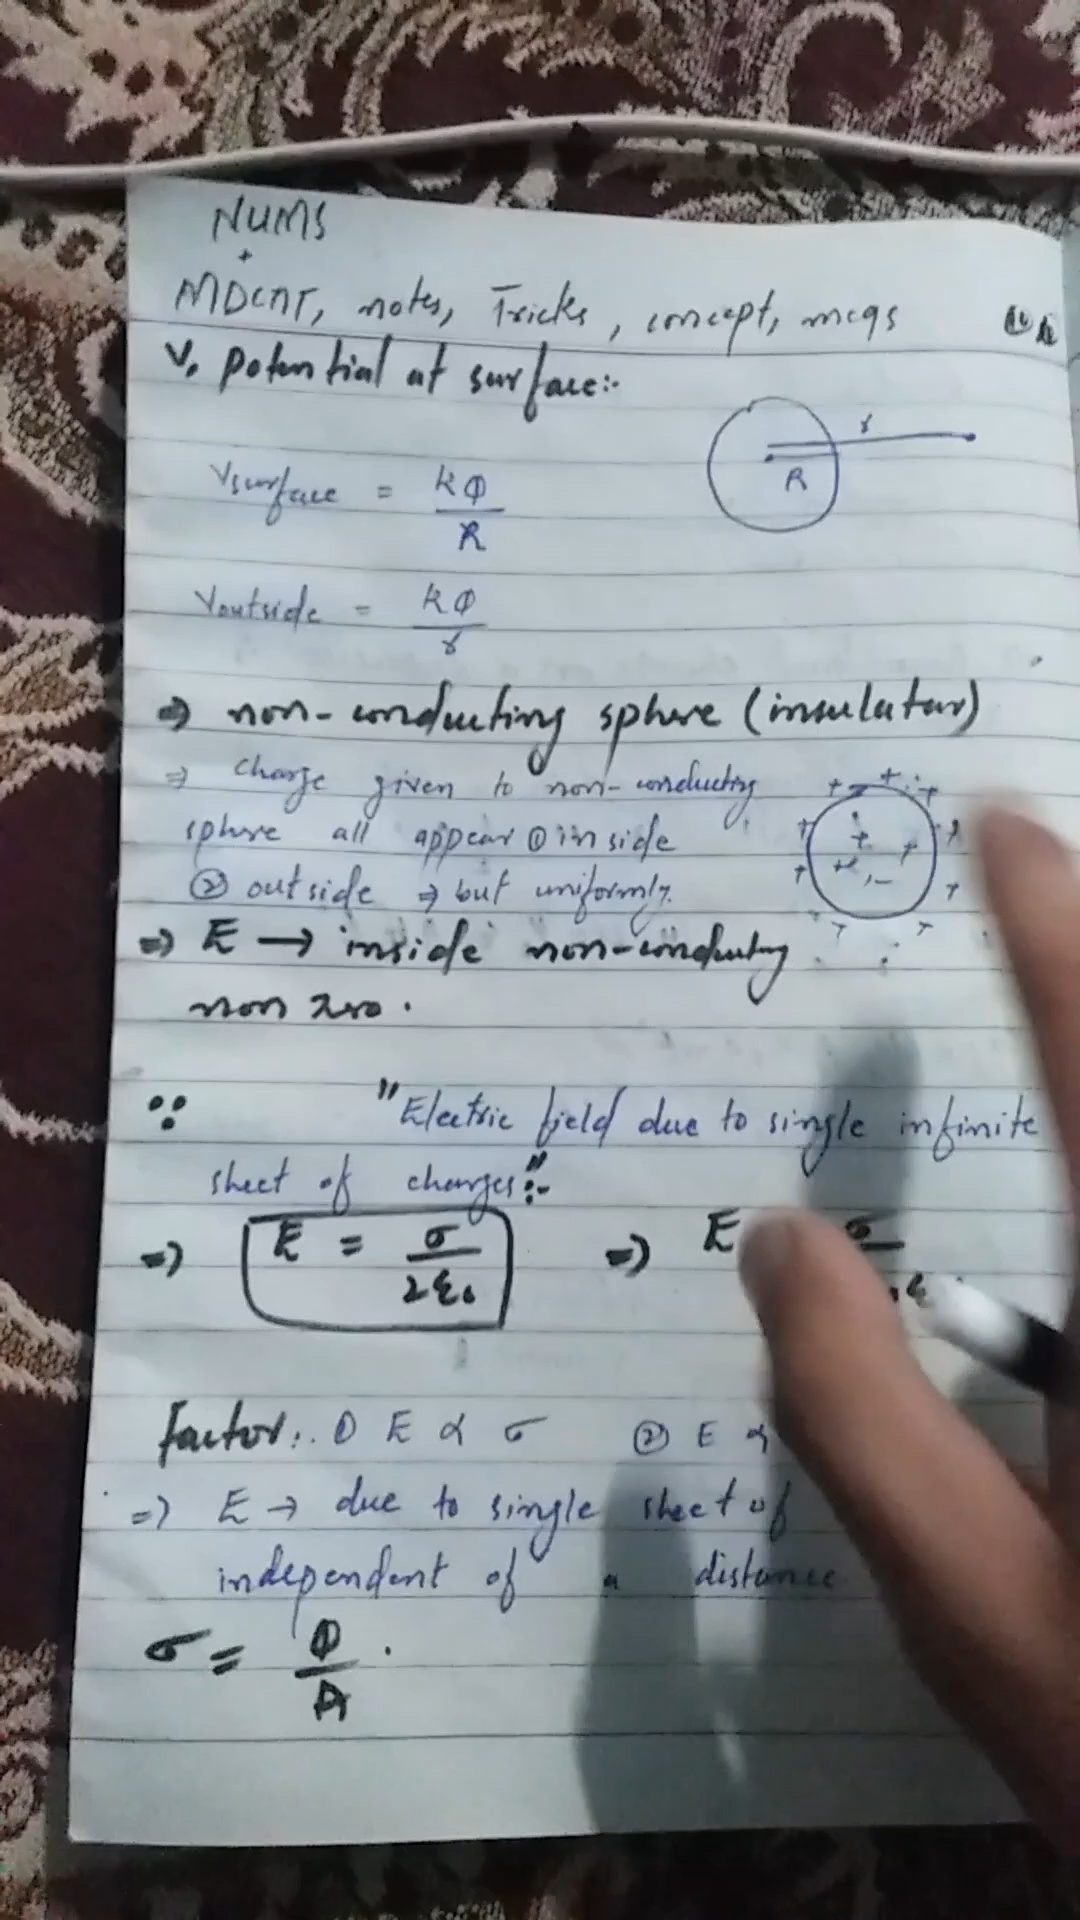 NUMS
+
MDCAT, notes, Tricks, concept, mcqs
V. potential at surface:-
Vsurface = kQ/R
r
R
Voutside = kQ/r
⇒ non-conducting sphere (insulator)
⇒ charge given to non-conducting
sphere all appear ① inside
② outside ⇒ but uniformly.
⇒ E → inside non-conducting
non zero.
"Electric field due to single infinite
sheet of charges":-
⇒ E = σ/2ε₀ ⇒ E σ
Factor:. ① E ∝ σ ② E ∝
⇒ E → due to single sheet of
independent of a distance
σ = Q/A .